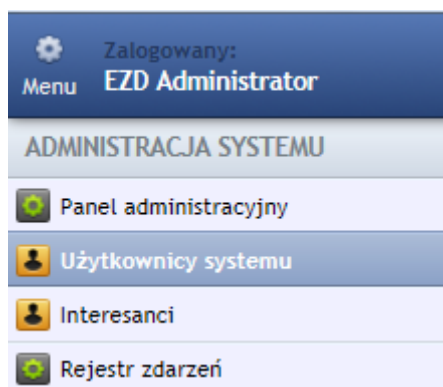 Zalogowany:
Menu EZD Administrator
ADMINISTRACJA SYSTEMU
Panel administracyjny
Użytkownicy systemu
Interesanci
Rejestr zdarzeń